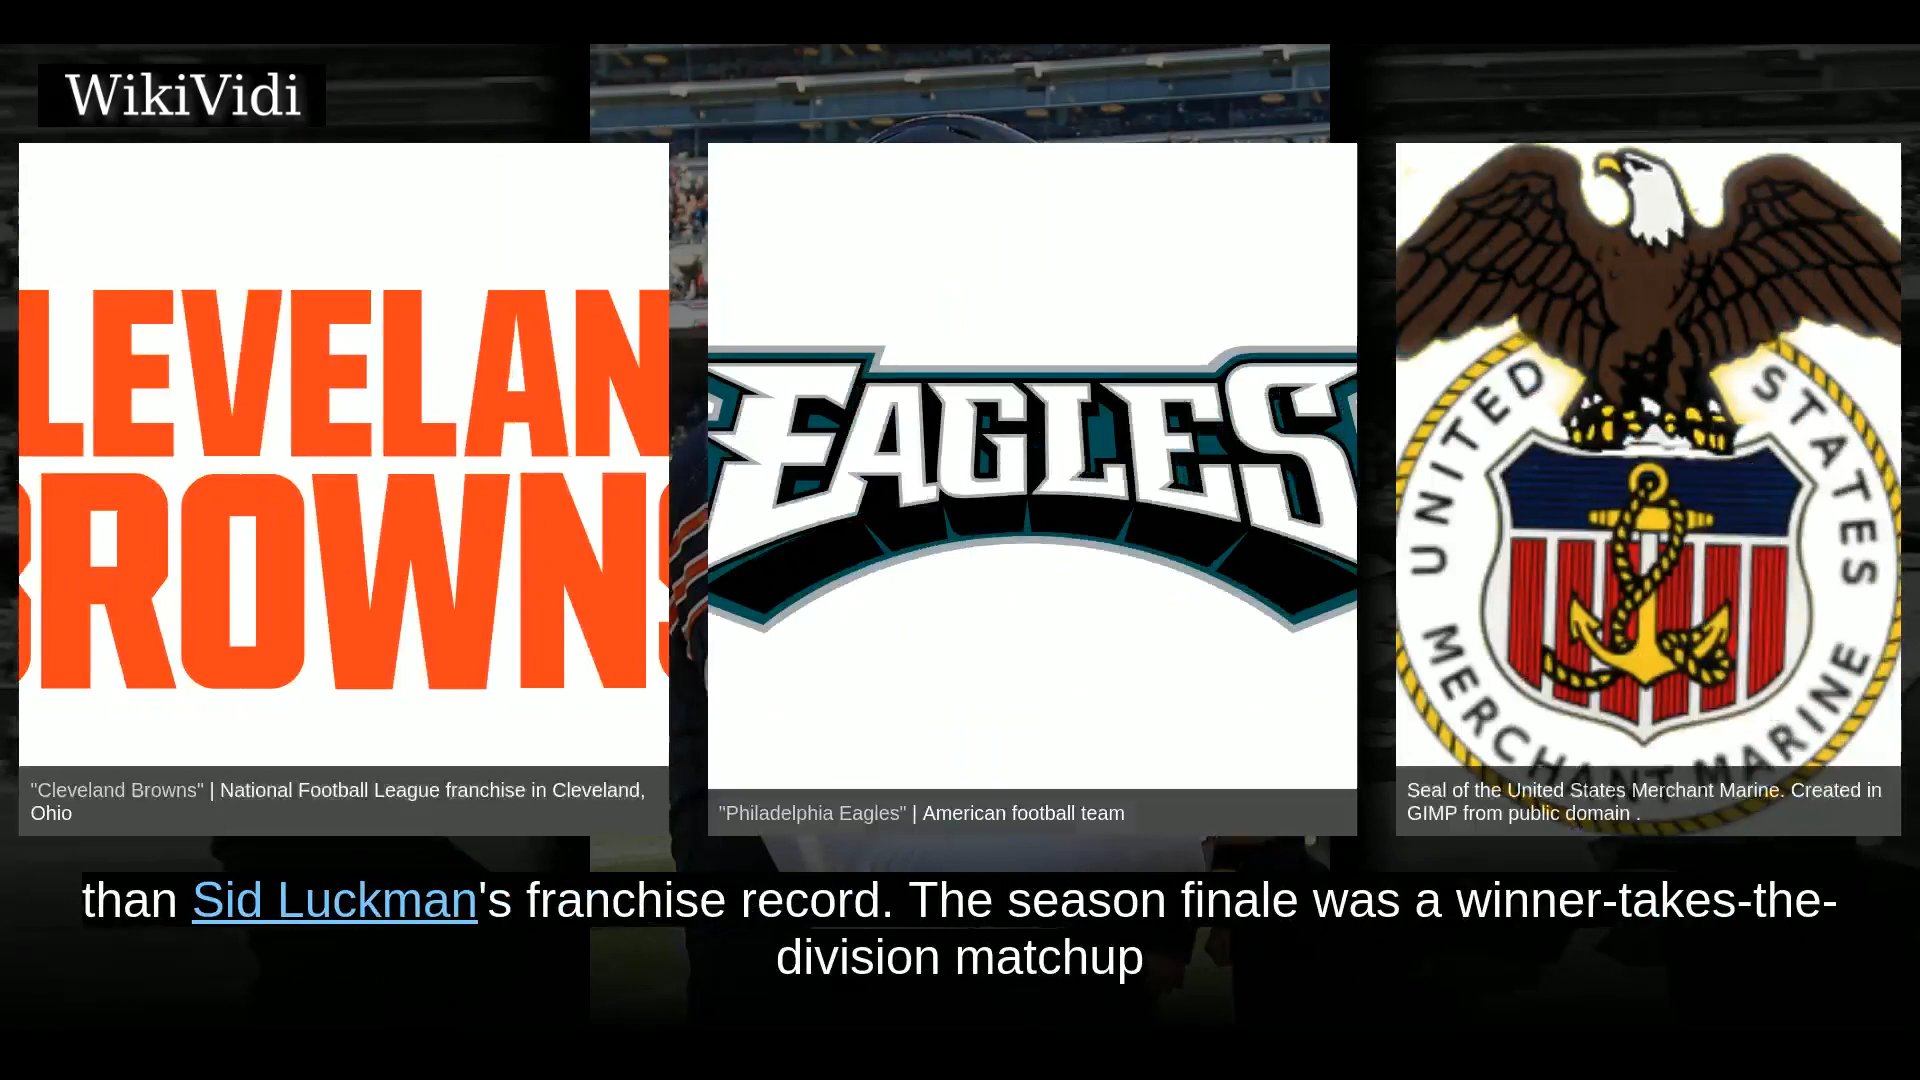 WikiVidi
LEVELAN
BROWNS
EAGLES
UNITED STATES
MERCHANT MARINE
"Cleveland Browns" | National Football League franchise in Cleveland,
Ohio
"Philadelphia Eagles" | American football team
Seal of the United States Merchant Marine. Created in
GIMP from public domain .
than Sid Luckman's franchise record. The season finale was a winner-takes-the-
division matchup